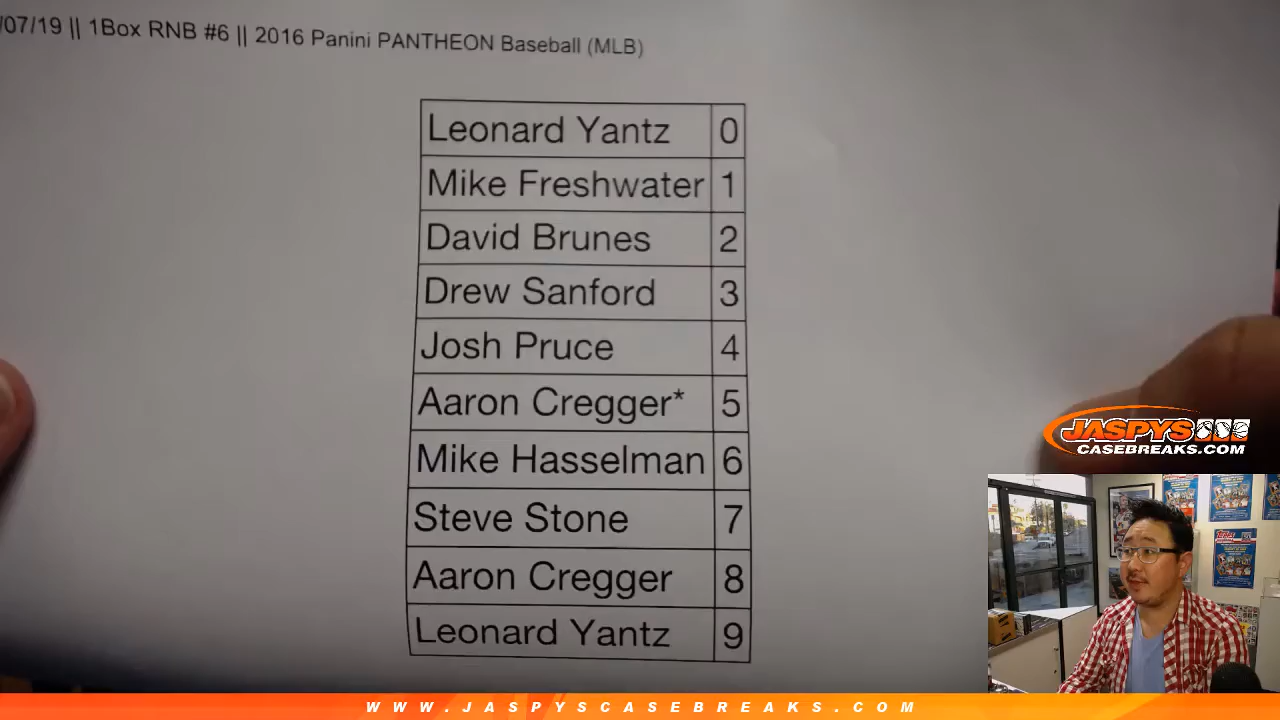 /07/19 || 1Box RNB #6 || 2016 Panini PANTHEON Baseball (MLB)
Leonard Yantz 0
Mike Freshwater 1
David Brunes 2
Drew Sanford 3
Josh Pruce 4
Aaron Cregger* 5
Mike Hasselman 6
Steve Stone 7
Aaron Cregger 8
Leonard Yantz 9
JASPYS
CASEBREAKS.COM
WWW.JASPYSCASEBREAKS.COM